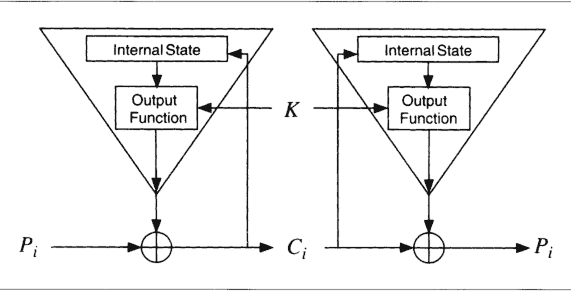 Internal State
Output
Function
K
Internal State
Output
Function
P_i
C_i
P_i